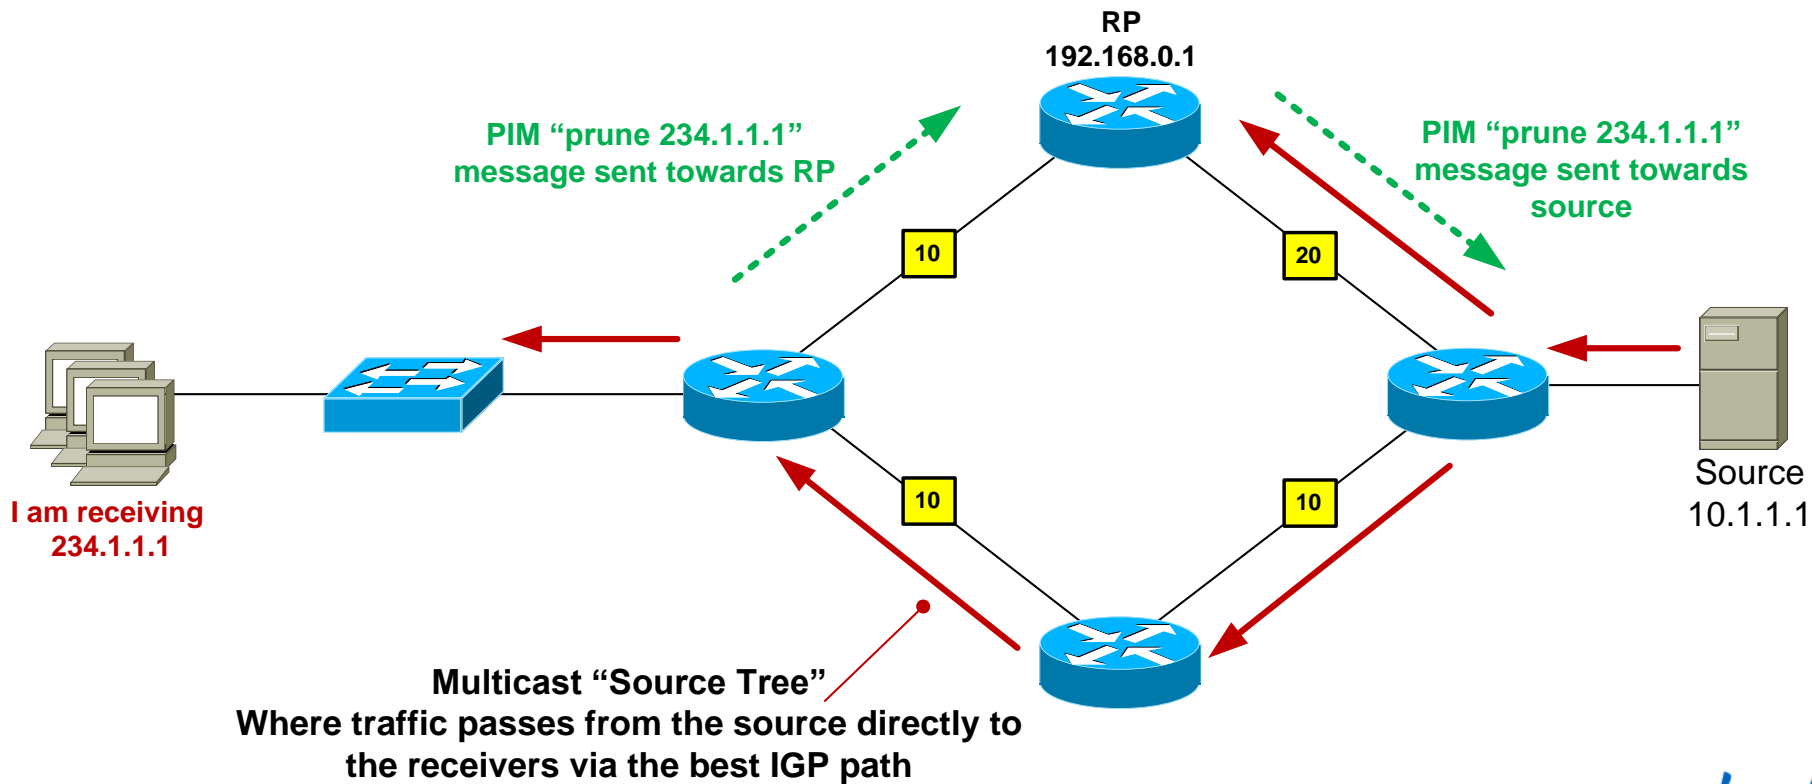 RP
192.168.0.1
PIM “prune 234.1.1.1”
message sent towards RP
PIM “prune 234.1.1.1”
message sent towards
source
10
20
I am receiving
234.1.1.1
10
10
Source
10.1.1.1
Multicast “Source Tree”
Where traffic passes from the source directly to
the receivers via the best IGP path